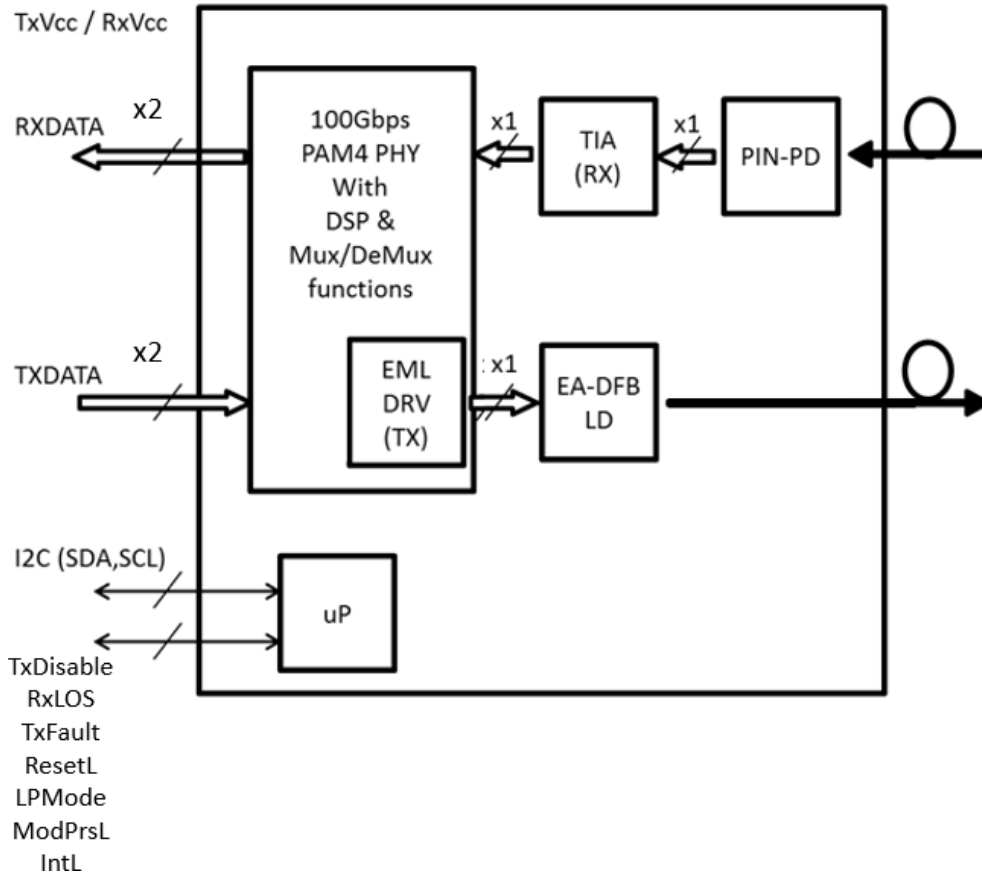 TxVcc / RxVcc
RXDATA
x2
100Gbps
PAM4 PHY
With
DSP &
Mux/DeMux
functions
x1
TIA
(RX)
x1
PIN-PD
TXDATA
x2
EML
DRV
(TX)
x1
EA-DFB
LD
I2C (SDA,SCL)
uP
TxDisable
RxLOS
TxFault
ResetL
LPMode
ModPrsL
IntL